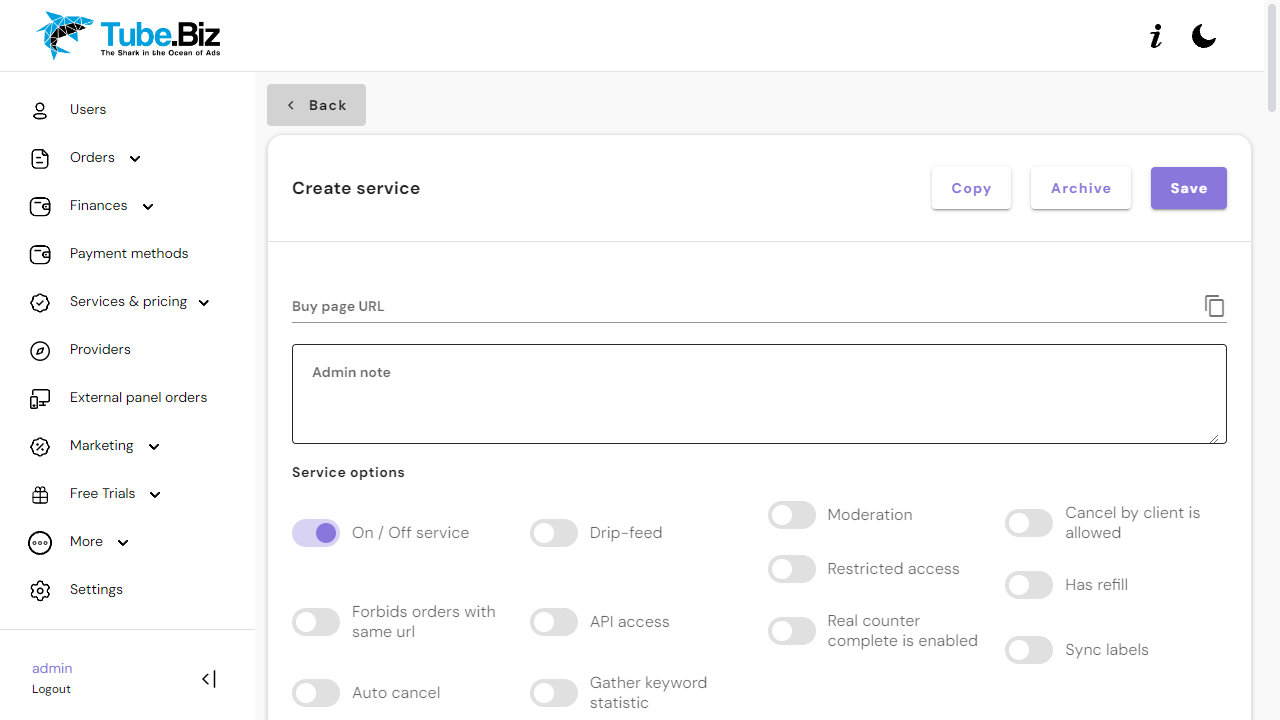 Tube.Biz
The Shark in the Ocean of Ads
i
Users
Orders
Finances
Payment methods
Services & pricing
Providers
External panel orders
Marketing
Free Trials
More
Settings
admin
Logout
Back
Create service
Copy
Archive
Save
Buy page URL
Admin note
Service options
On / Off service
Drip-feed
Moderation
Cancel by client is
allowed
Restricted access
Has refill
Forbids orders with
same url
API access
Real counter
complete is enabled
Sync labels
Auto cancel
Gather keyword
statistic